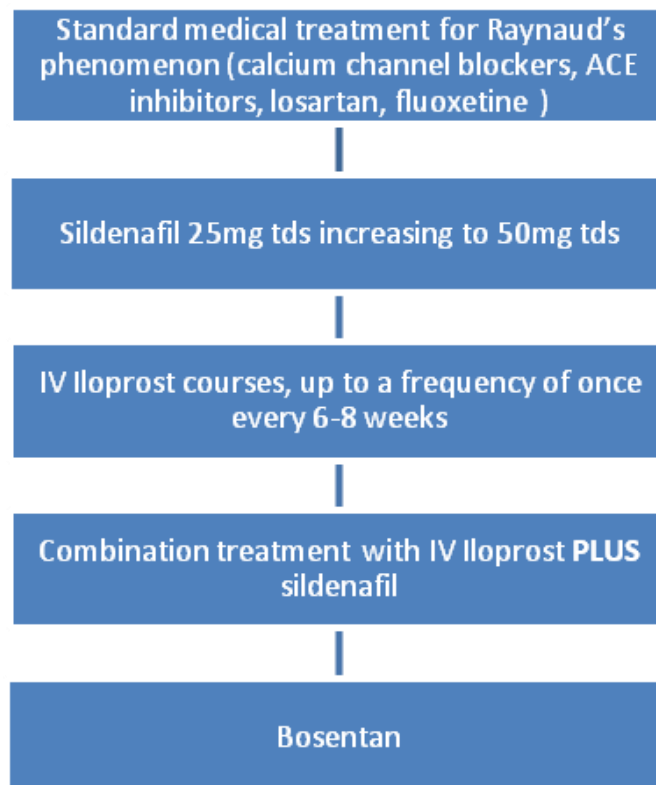 Standard medical treatment for Raynaud’s
phenomenon (calcium channel blockers, ACE
inhibitors, losartan, fluoxetine )
Sildenafil 25mg tds increasing to 50mg tds
IV Iloprost courses, up to a frequency of once
every 6-8 weeks
Combination treatment with IV Iloprost PLUS
sildenafil
Bosentan